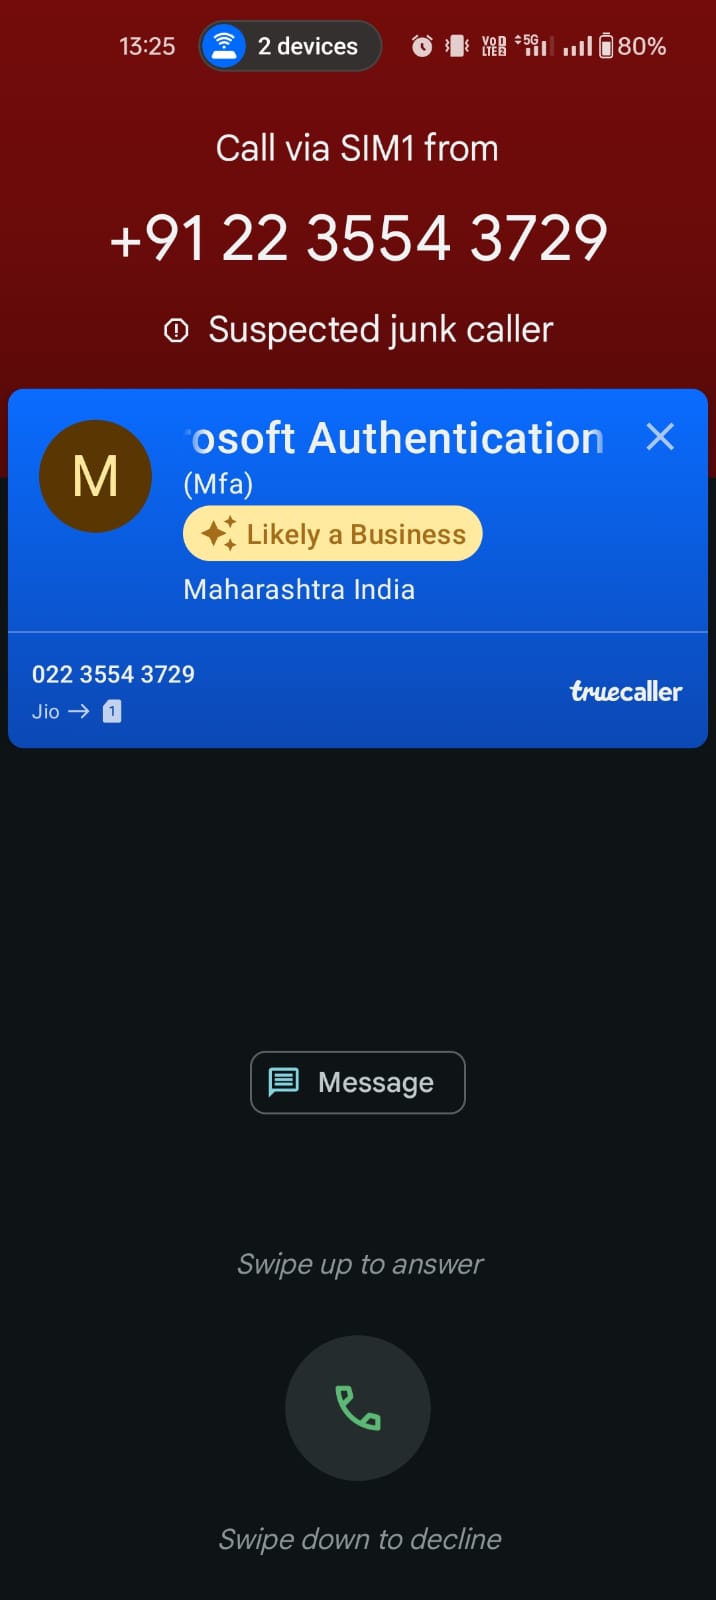 13:25 2 devices 5G 80%
Call via SIM1 from
+91 22 3554 3729
Suspected junk caller
M
osoft Authentication
(Mfa)
Likely a Business
Maharashtra India
022 3554 3729
Jio → 1
truecaller
Message
Swipe up to answer
Swipe down to decline